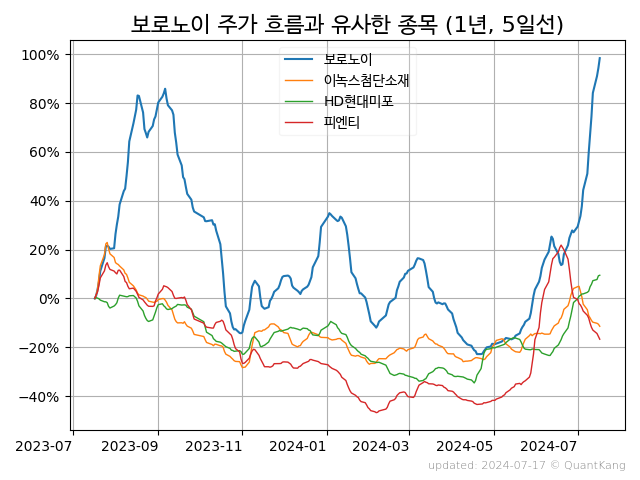 보로노이 주가 흐름과 유사한 종목 (1년, 5일선)
100%
80%
60%
40%
20%
0%
−20%
−40%
보로노이
이녹스첨단소재
HD현대미포
피엔티
2023-07 2023-09 2023-11 2024-01 2024-03 2024-05 2024-07
updated: 2024-07-17 © QuantKang